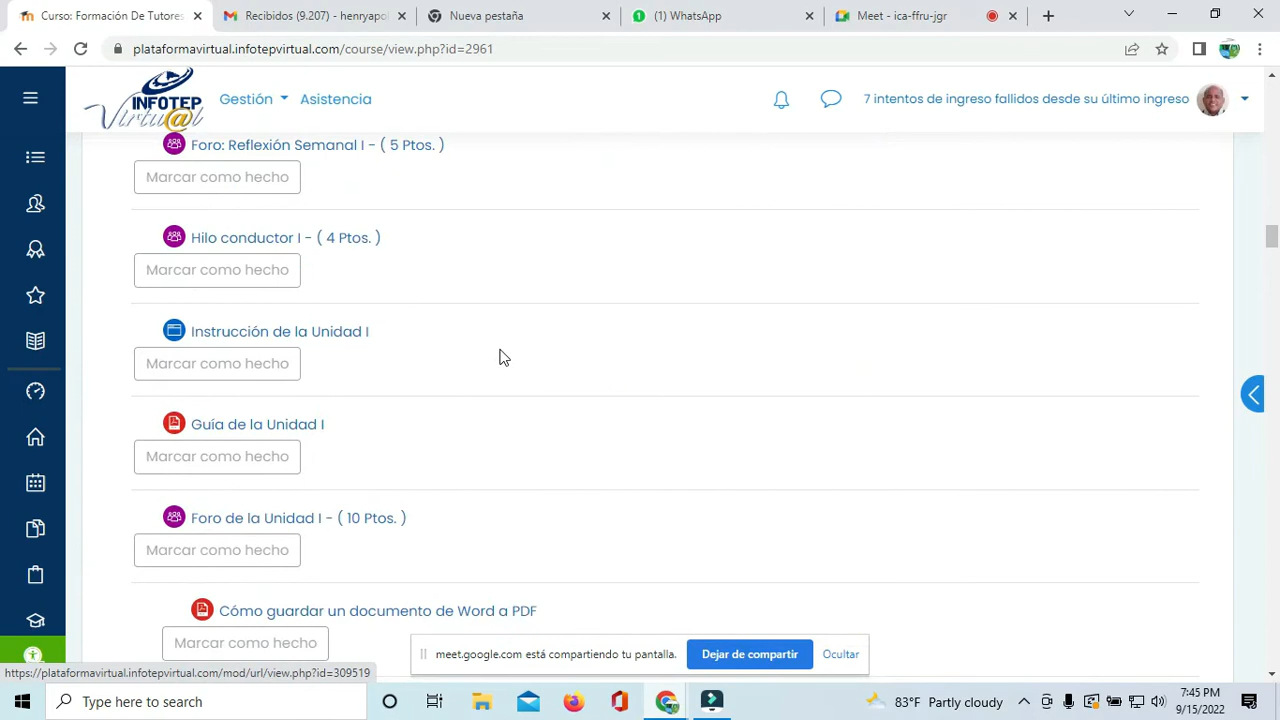 Curso: Formación De Tutores
Recibidos (9.207) - henryapol
Nueva pestaña
(1) WhatsApp
Meet - ica-ffru-jgr
plataformavirtual.infotepvirtual.com/course/view.php?id=2961
INFOTEP
Virtu@l
Gestión
Asistencia
7 intentos de ingreso fallidos desde su último ingreso
Foro: Reflexión Semanal I - ( 5 Ptos. )
Marcar como hecho
Hilo conductor I - ( 4 Ptos. )
Marcar como hecho
Instrucción de la Unidad I
Marcar como hecho
Guía de la Unidad I
Marcar como hecho
Foro de la Unidad I - ( 10 Ptos. )
Marcar como hecho
Cómo guardar un documento de Word a PDF
Marcar como hecho
meet.google.com está compartiendo tu pantalla.
Dejar de compartir
Ocultar
https://plataformavirtual.infotepvirtual.com/mod/url/view.php?id=309519
Type here to search
83°F Partly cloudy
7:45 PM
9/15/2022